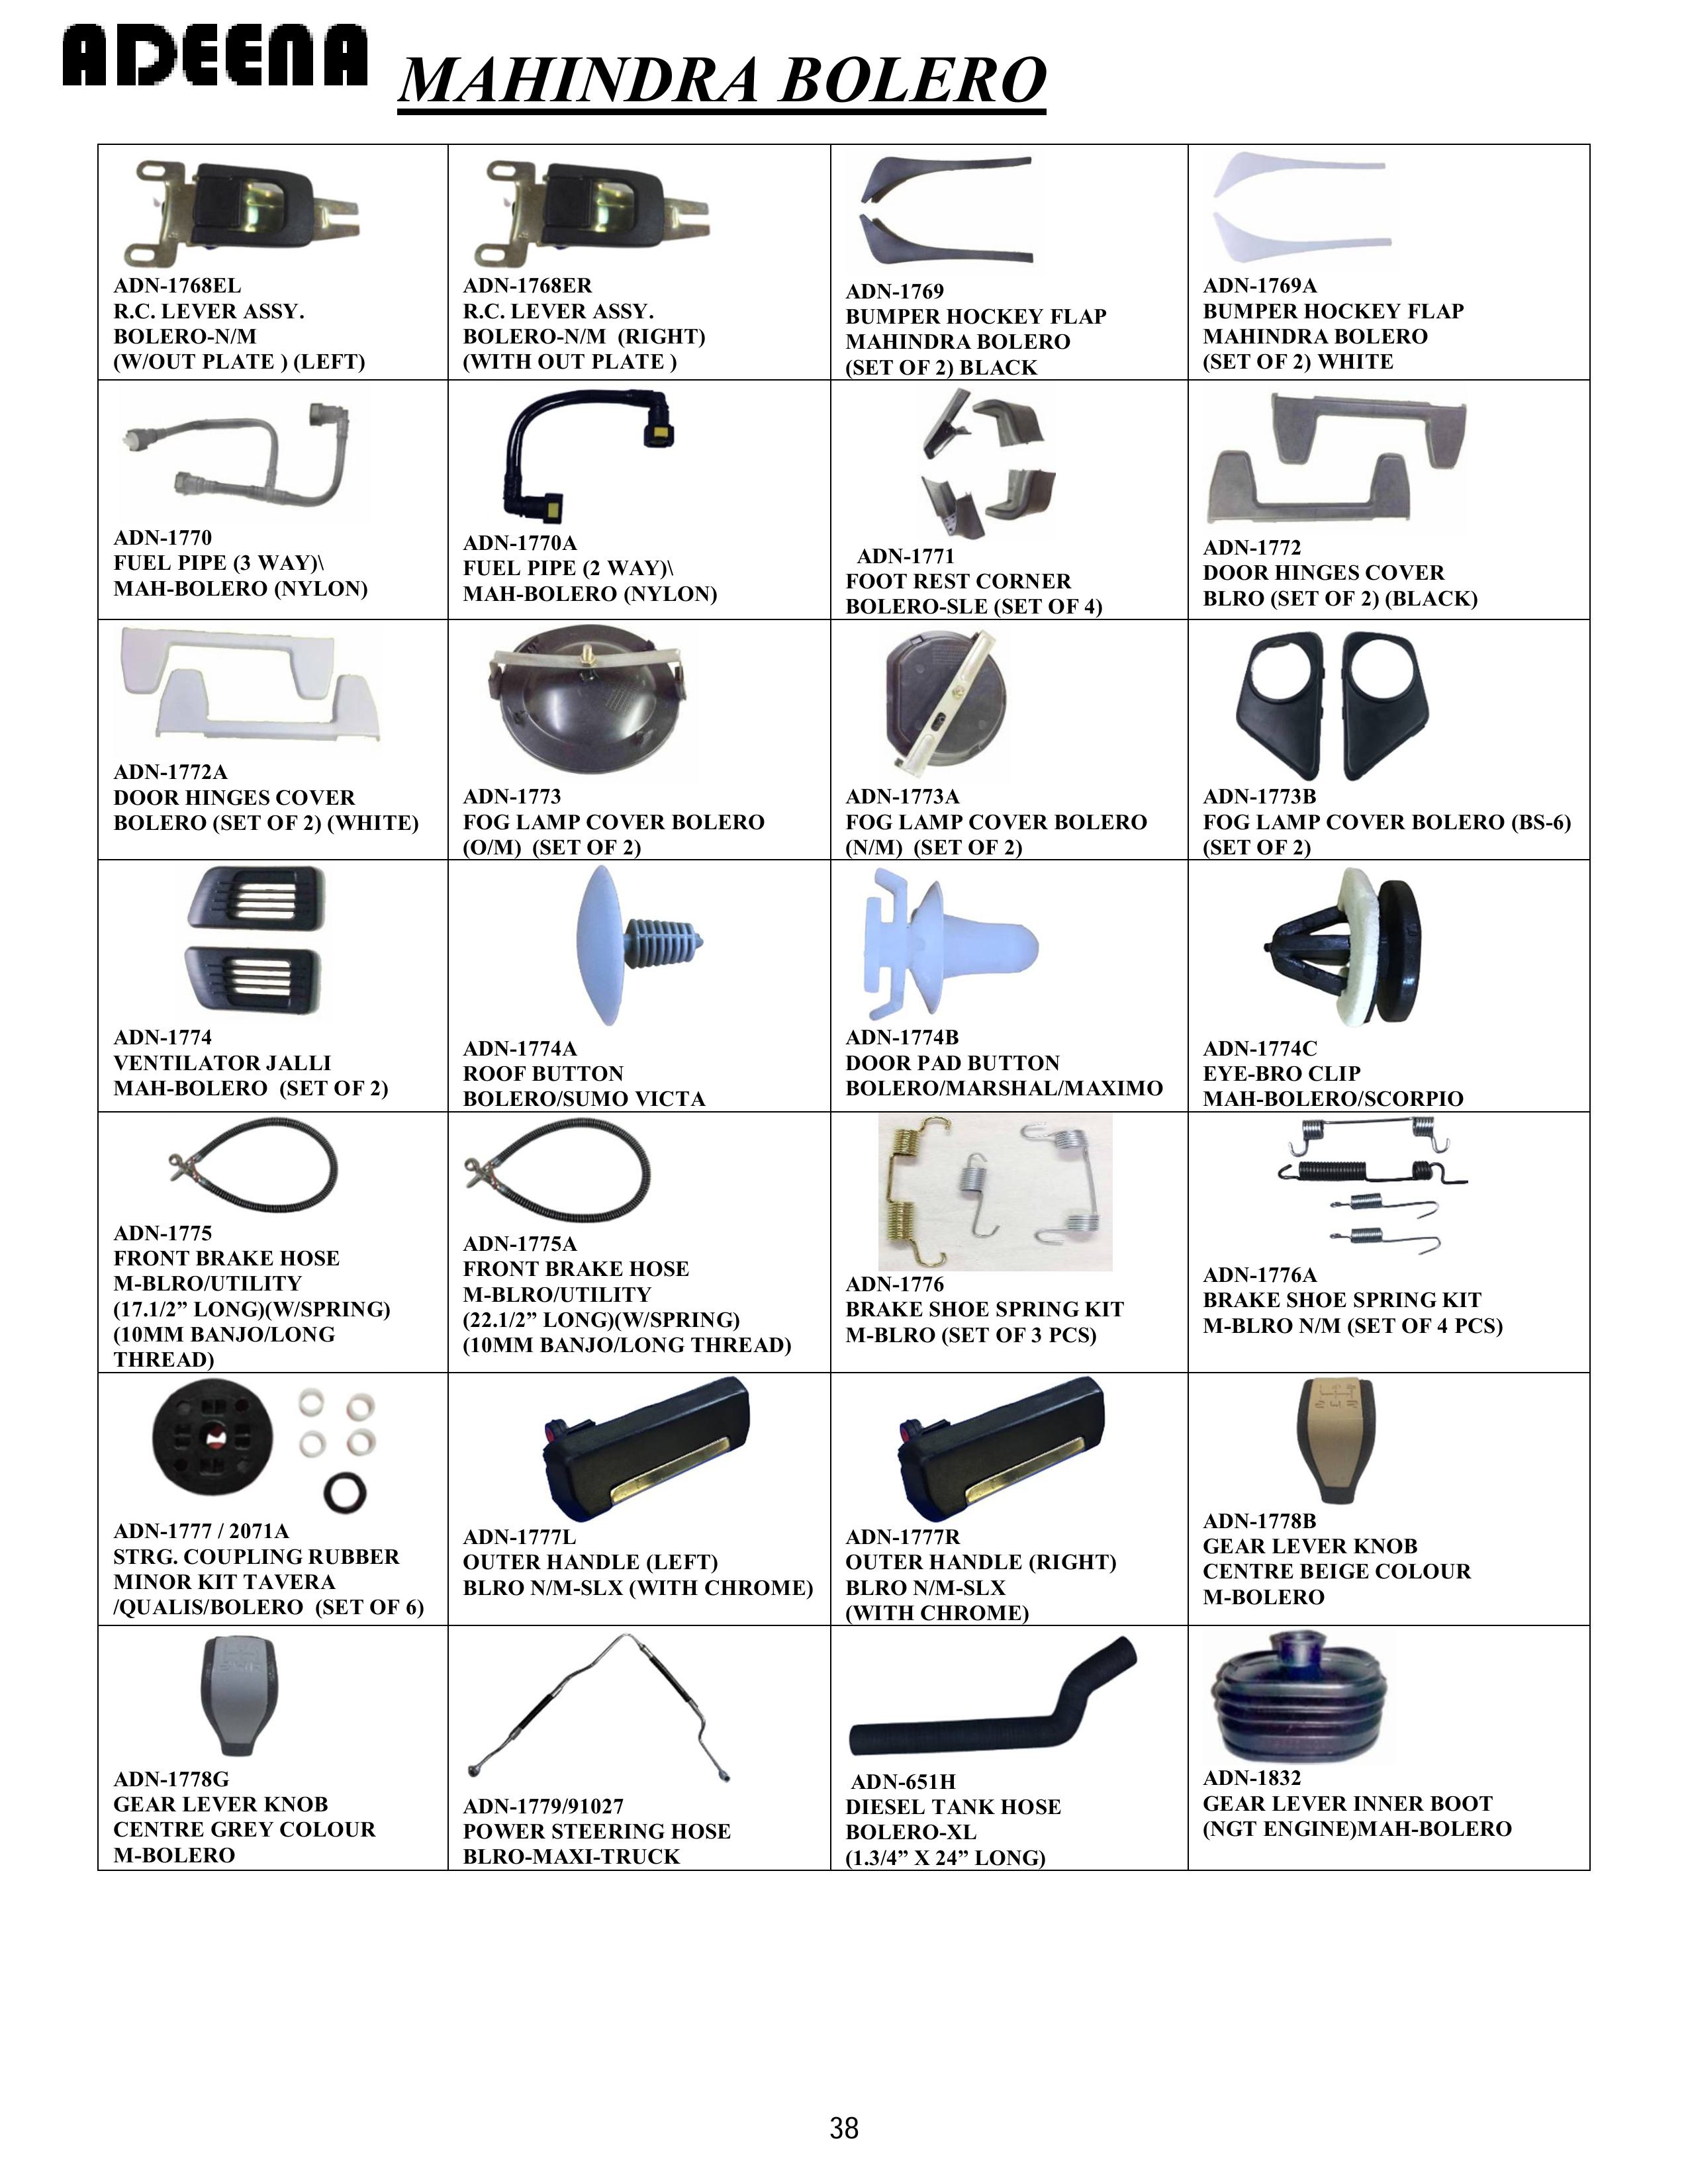 ADEENA
MAHINDRA BOLERO
ADN-1768EL
R.C. LEVER ASSY.
BOLERO-N/M
(W/OUT PLATE ) (LEFT)
ADN-1768ER
R.C. LEVER ASSY.
BOLERO-N/M  (RIGHT)
(WITH OUT PLATE )
ADN-1769
BUMPER HOCKEY FLAP
MAHINDRA BOLERO
(SET OF 2) BLACK
ADN-1769A
BUMPER HOCKEY FLAP
MAHINDRA BOLERO
(SET OF 2) WHITE
ADN-1770
FUEL PIPE (3 WAY)\
MAH-BOLERO (NYLON)
ADN-1770A
FUEL PIPE (2 WAY)\
MAH-BOLERO (NYLON)
ADN-1771
FOOT REST CORNER
BOLERO-SLE (SET OF 4)
ADN-1772
DOOR HINGES COVER
BLRO (SET OF 2) (BLACK)
ADN-1772A
DOOR HINGES COVER
BOLERO (SET OF 2) (WHITE)
ADN-1773
FOG LAMP COVER BOLERO
(O/M)  (SET OF 2)
ADN-1773A
FOG LAMP COVER BOLERO
(N/M)  (SET OF 2)
ADN-1773B
FOG LAMP COVER BOLERO (BS-6)
(SET OF 2)
ADN-1774
VENTILATOR JALLI
MAH-BOLERO  (SET OF 2)
ADN-1774A
ROOF BUTTON
BOLERO/SUMO VICTA
ADN-1774B
DOOR PAD BUTTON
BOLERO/MARSHAL/MAXIMO
ADN-1774C
EYE-BRO CLIP
MAH-BOLERO/SCORPIO
ADN-1775
FRONT BRAKE HOSE
M-BLRO/UTILITY
(17.1/2” LONG)(W/SPRING)
(10MM BANJO/LONG
THREAD)
ADN-1775A
FRONT BRAKE HOSE
M-BLRO/UTILITY
(22.1/2” LONG)(W/SPRING)
(10MM BANJO/LONG THREAD)
ADN-1776
BRAKE SHOE SPRING KIT
M-BLRO (SET OF 3 PCS)
ADN-1776A
BRAKE SHOE SPRING KIT
M-BLRO N/M (SET OF 4 PCS)
ADN-1777 / 2071A
STRG. COUPLING RUBBER
MINOR KIT TAVERA
/QUALIS/BOLERO  (SET OF 6)
ADN-1777L
OUTER HANDLE (LEFT)
BLRO N/M-SLX (WITH CHROME)
ADN-1777R
OUTER HANDLE (RIGHT)
BLRO N/M-SLX
(WITH CHROME)
ADN-1778B
GEAR LEVER KNOB
CENTRE BEIGE COLOUR
M-BOLERO
ADN-1778G
GEAR LEVER KNOB
CENTRE GREY COLOUR
M-BOLERO
ADN-1779/91027
POWER STEERING HOSE
BLRO-MAXI-TRUCK
ADN-651H
DIESEL TANK HOSE
BOLERO-XL
(1.3/4” X 24” LONG)
ADN-1832
GEAR LEVER INNER BOOT
(NGT ENGINE)MAH-BOLERO
38